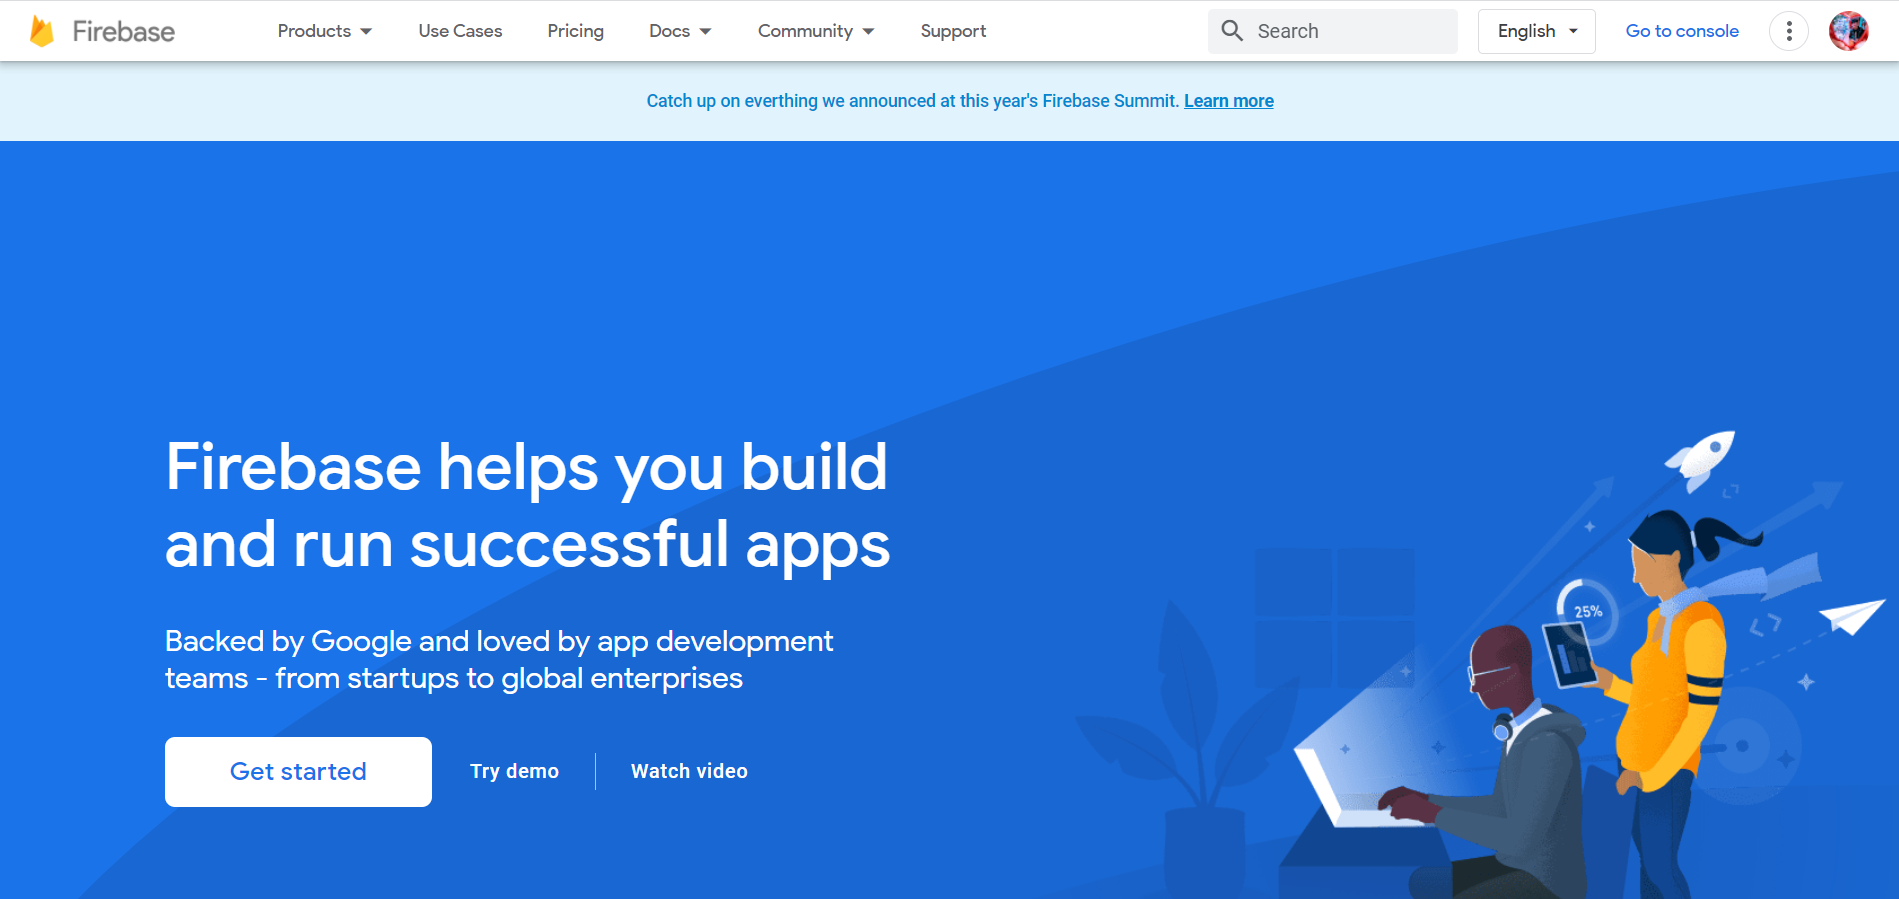 Firebase
Products
Use Cases
Pricing
Docs
Community
Support
Search
English
Go to console
Catch up on everthing we announced at this year's Firebase Summit. Learn more
Firebase helps you build
and run successful apps
Backed by Google and loved by app development
teams - from startups to global enterprises
Get started
Try demo
Watch video
25%